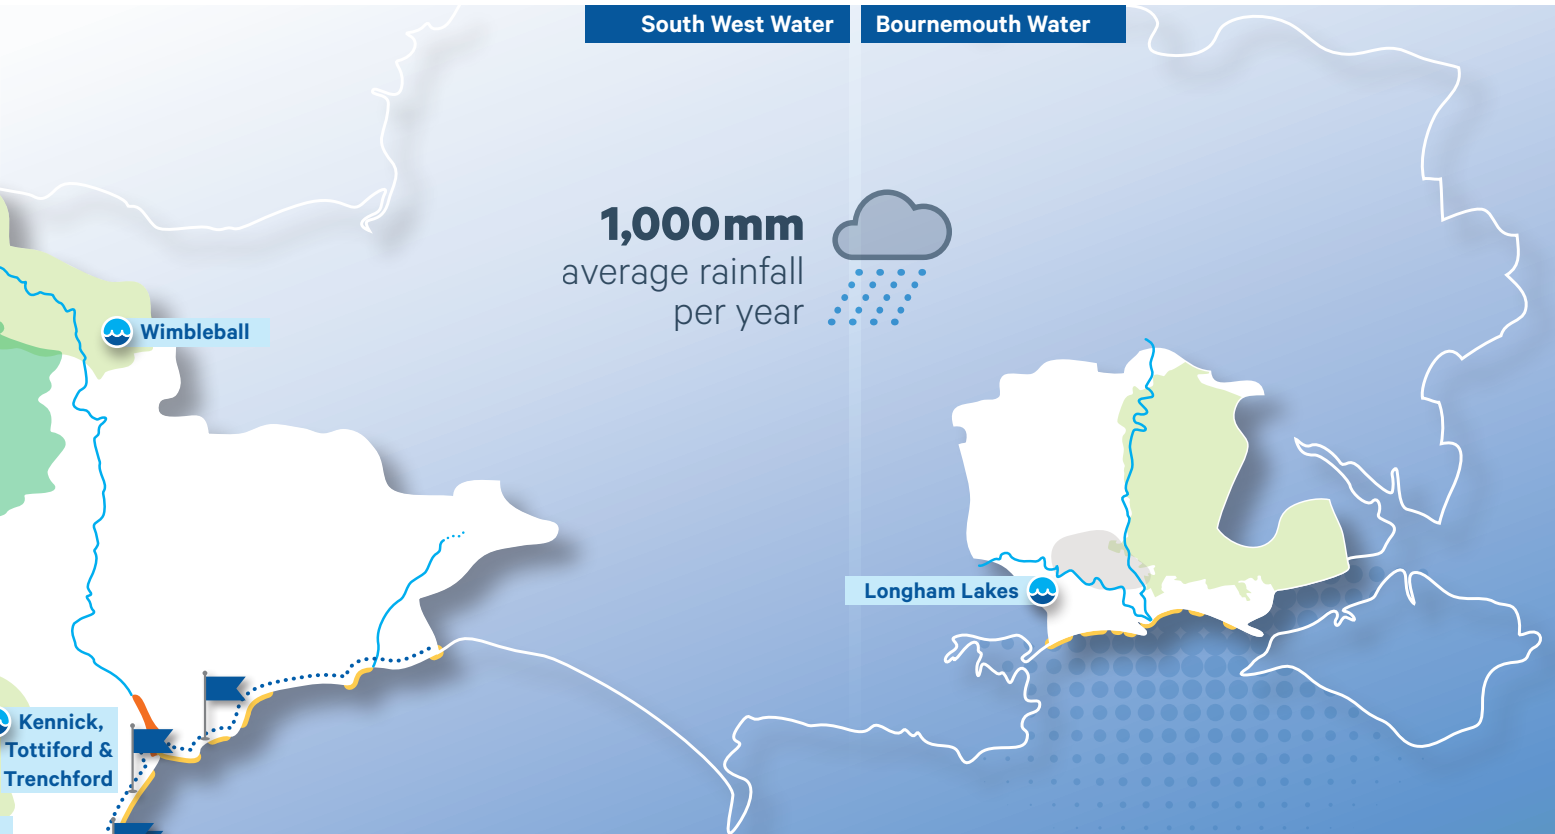 South West Water
Bournemouth Water
1,000mm
average rainfall
per year
Wimbleball
Longham Lakes
Kennick,
Tottiford &
Trenchford